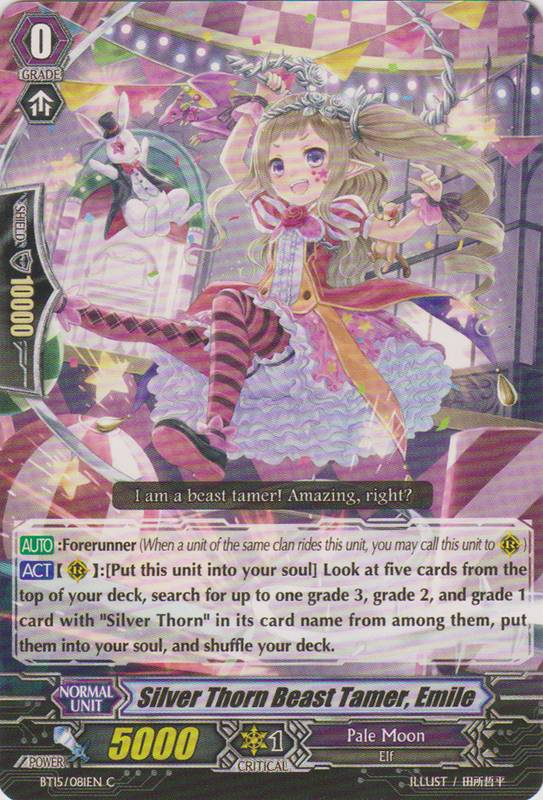 0
GRADE
SHIELD 10000
I am a beast tamer! Amazing, right?
AUTO:Forerunner (When a unit of the same clan rides this unit, you may call this unit to R)
ACT【R】:[Put this unit into your soul] Look at five cards from the
top of your deck, search for up to one grade 3, grade 2, and grade 1
card with "Silver Thorn" in its card name from among them, put
them into your soul, and shuffle your deck.
NORMAL
UNIT
Silver Thorn Beast Tamer, Emile
POWER 5000
1
CRITICAL
Pale Moon
Elf
BT15/081EN C
ILLUST / 田所哲平